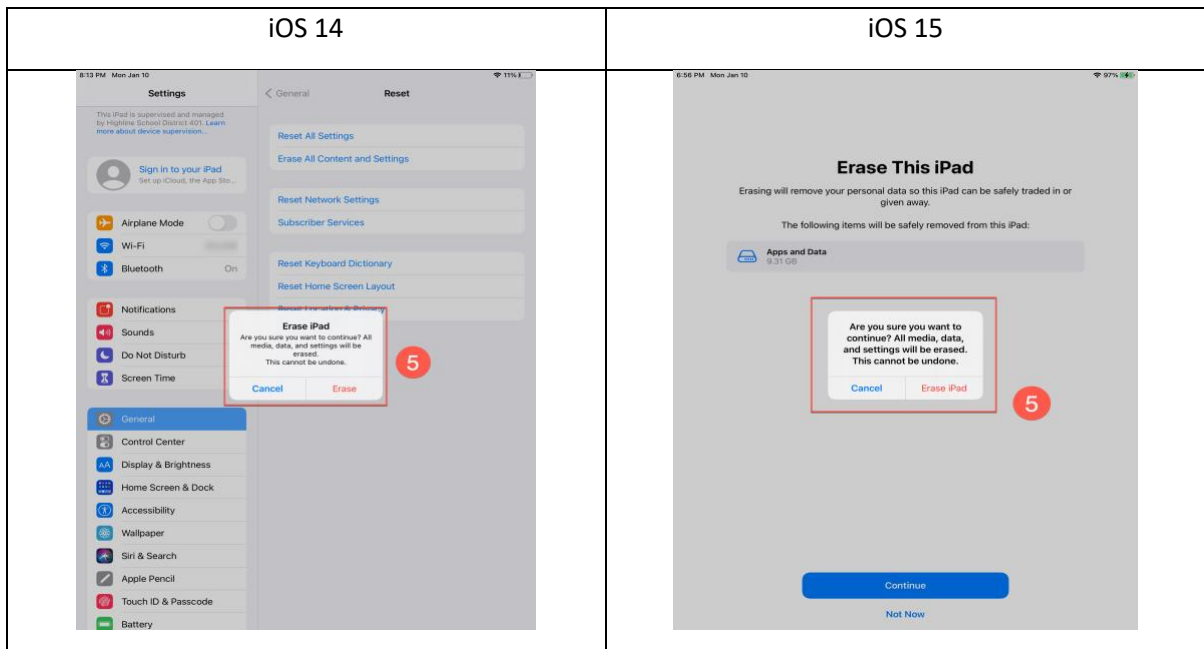 iOS 14
iOS 15
8:13 PM Mon Jan 10
11%
Settings
This iPad is supervised and managed
by Highline School District 401. Learn
more about device supervision...
Sign in to your iPad
Set up iCloud, the App Sto...
Airplane Mode
Wi-Fi
Bluetooth On
Notifications
Sounds
Do Not Disturb
Screen Time
General
Control Center
Display & Brightness
Home Screen & Dock
Accessibility
Wallpaper
Siri & Search
Apple Pencil
Touch ID & Passcode
Battery
General
Reset
Reset All Settings
Erase All Content and Settings
Reset Network Settings
Subscriber Services
Reset Keyboard Dictionary
Reset Home Screen Layout
Reset Location & Privacy
Erase iPad
Are you sure you want to continue? All
media, data, and settings will be
erased.
This cannot be undone.
Cancel Erase
5
6:56 PM Mon Jan 10
97%
Erase This iPad
Erasing will remove your personal data so this iPad can be safely traded in or
given away.
The following items will be safely removed from this iPad:
Apps and Data
9.31 GB
Are you sure you want to
continue? All media, data,
and settings will be erased.
This cannot be undone.
Cancel Erase iPad
5
Continue
Not Now